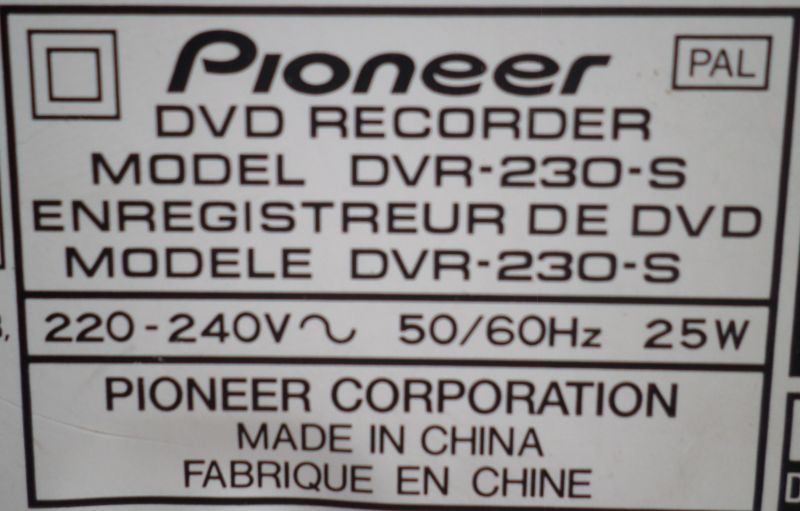 Pioneer PAL
DVD RECORDER
MODEL DVR-230-S
ENREGISTREUR DE DVD
MODELE DVR-230-S
220-240V~ 50/60Hz 25W
PIONEER CORPORATION
MADE IN CHINA
FABRIQUE EN CHINE